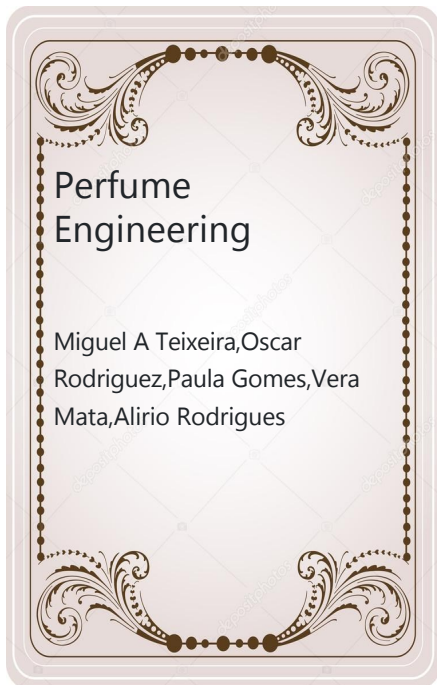 Perfume
Engineering
Miguel A Teixeira,Oscar
Rodriguez,Paula Gomes,Vera
Mata,Alirio Rodrigues